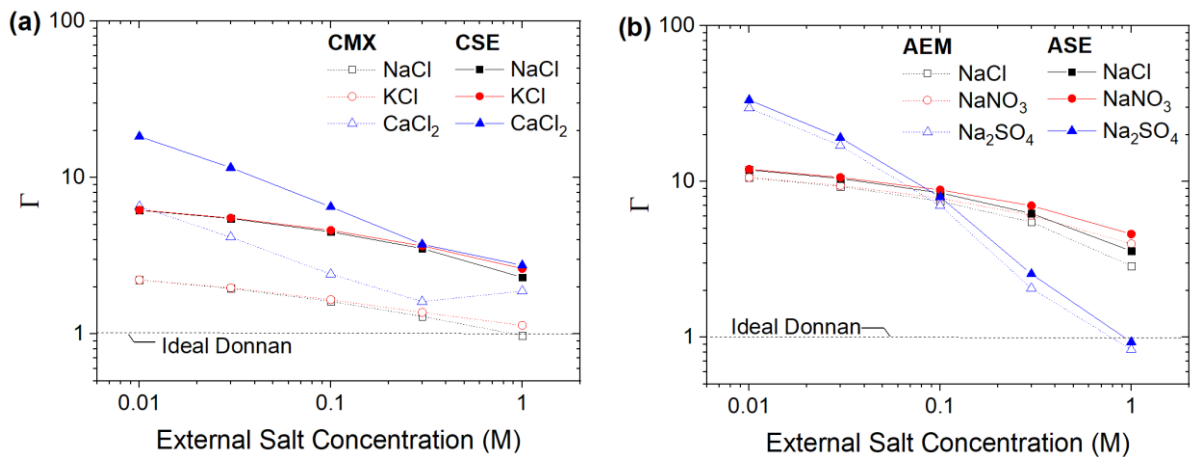 (a)
100
10
1
Γ
CMX CSE
NaCl NaCl
KCl KCl
CaCl₂ CaCl₂
Ideal Donnan
0.01 0.1 1
External Salt Concentration (M)
(b)
100
10
1
Γ
AEM ASE
NaCl NaCl
NaNO₃ NaNO₃
Na₂SO₄ Na₂SO₄
Ideal Donnan
0.01 0.1 1
External Salt Concentration (M)